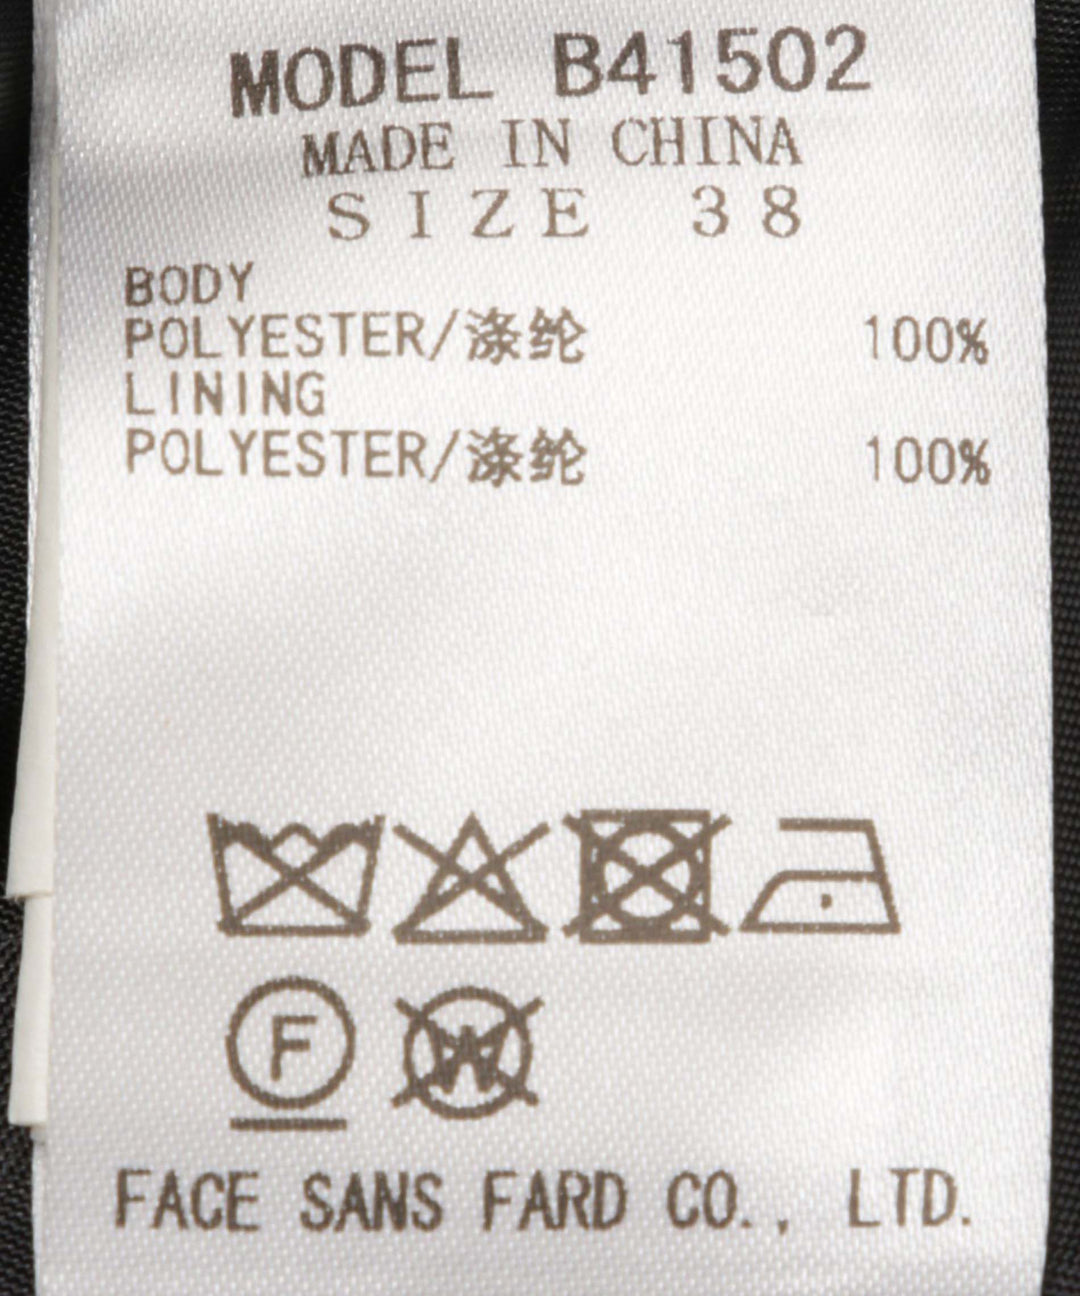 MODEL B41502
MADE IN CHINA
SIZE 38
BODY
POLYESTER/涤纶 100%
LINING
POLYESTER/涤纶 100%
F W
FACE SANS FARD CO., LTD.